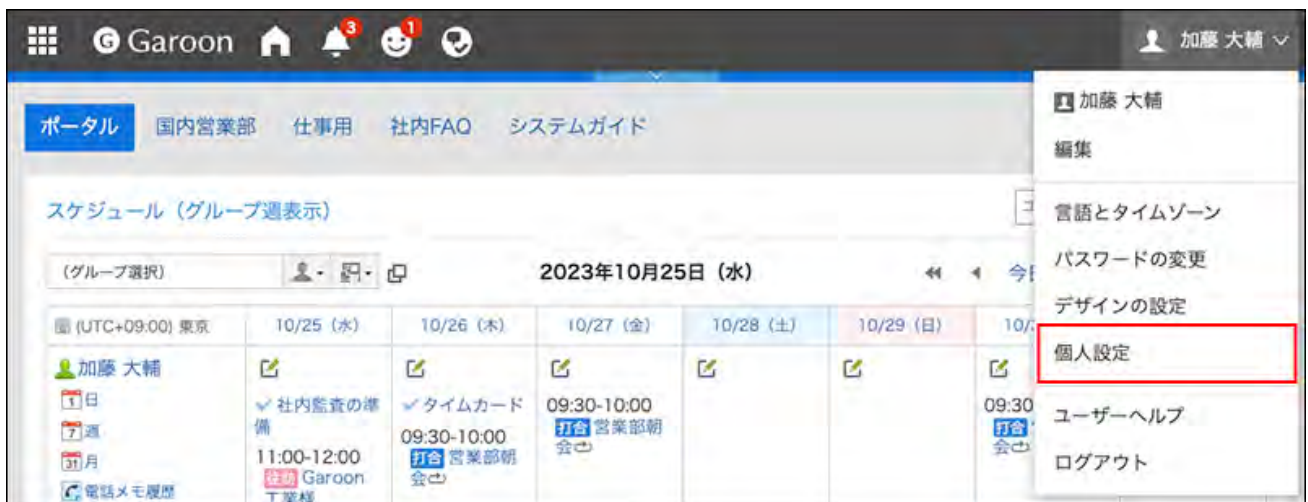 Garoon 3 1 加藤 大輔
ポータル 国内営業部 仕事用 社内FAQ システムガイド
加藤 大輔
編集
言語とタイムゾーン
パスワードの変更
デザインの設定
個人設定
ユーザーヘルプ
ログアウト
スケジュール（グループ週表示）
（グループ選択） 2023年10月25日（水）
(UTC+09:00) 東京 10/25（水） 10/26（木） 10/27（金） 10/28（土） 10/29（日）
加藤 大輔
1 日
7 週
31 月
電話メモ履歴
社内監査の準
備
11:00-12:00
往訪 Garoon
工業様
タイムカード
09:30-10:00
打合 営業部朝
会
09:30-10:00
打合 営業部朝
会
09:30
打合
会